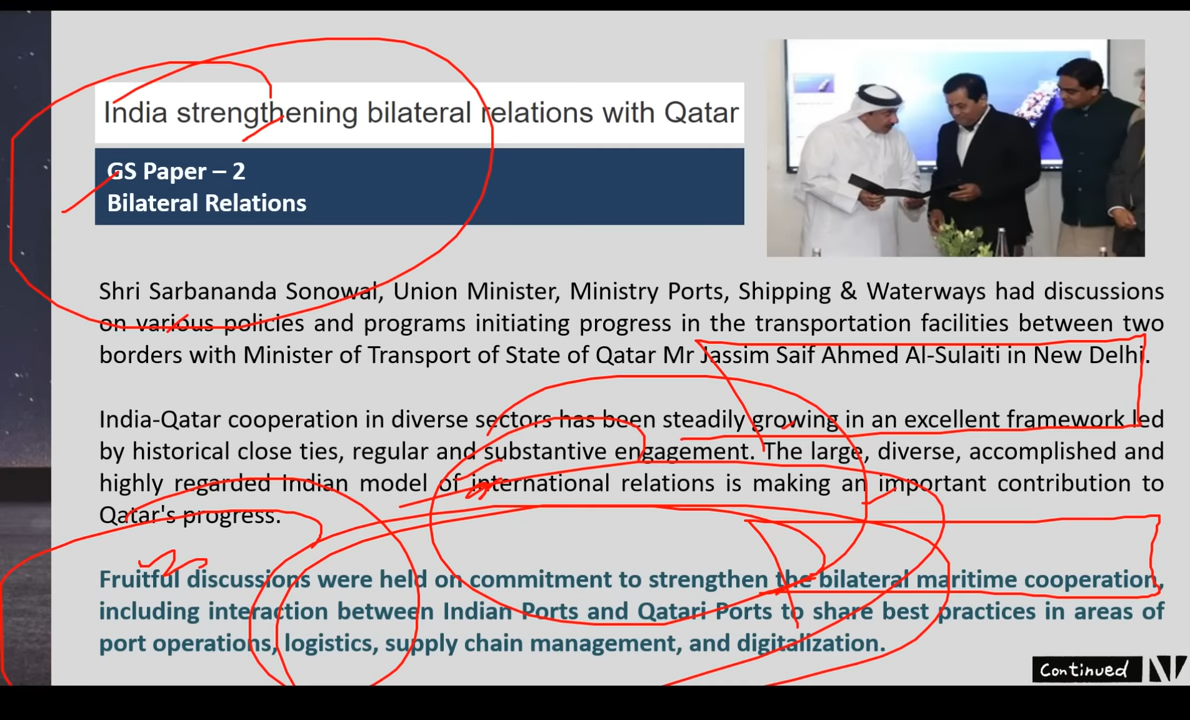 India strengthening bilateral relations with Qatar
GS Paper – 2
Bilateral Relations
Shri Sarbananda Sonowal, Union Minister, Ministry Ports, Shipping & Waterways had discussions
on various policies and programs initiating progress in the transportation facilities between two
borders with Minister of Transport of State of Qatar Mr Jassim Saif Ahmed Al-Sulaiti in New Delhi.
India-Qatar cooperation in diverse sectors has been steadily growing in an excellent framework led
by historical close ties, regular and substantive engagement. The large, diverse, accomplished and
highly regarded Indian model of international relations is making an important contribution to
Qatar's progress.
Fruitful discussions were held on commitment to strengthen the bilateral maritime cooperation,
including interaction between Indian Ports and Qatari Ports to share best practices in areas of
port operations, logistics, supply chain management, and digitalization.
Continued